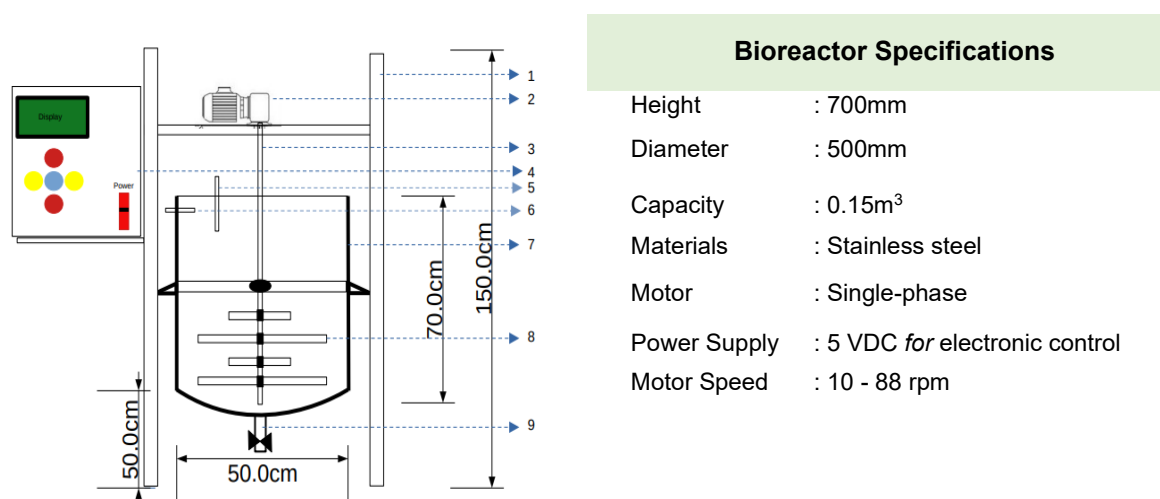 Display
Power
1
2
3
4
5
6
7
8
9
70.0cm
150.0cm
50.0cm
50.0cm
Bioreactor Specifications
Height : 700mm
Diameter : 500mm
Capacity : 0.15m³
Materials : Stainless steel
Motor : Single-phase
Power Supply : 5 VDC for electronic control
Motor Speed : 10 - 88 rpm